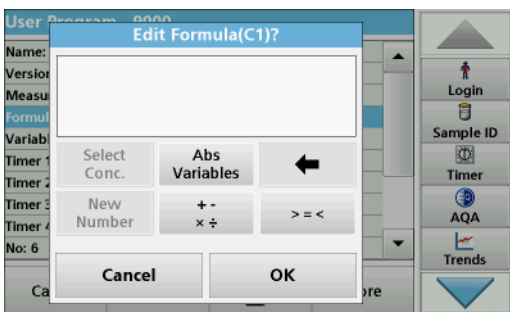 User Program 9000
Edit Formula(C1)?
Name:
Version
Measu
Formul
Variabl
Timer 1
Timer 2
Timer 3
Timer 4
No: 6
Select
Conc.
Abs
Variables
New
Number
+ -
× ÷
> = <
Cancel
OK
Ca
ore
Login
Sample ID
Timer
AQA
Trends